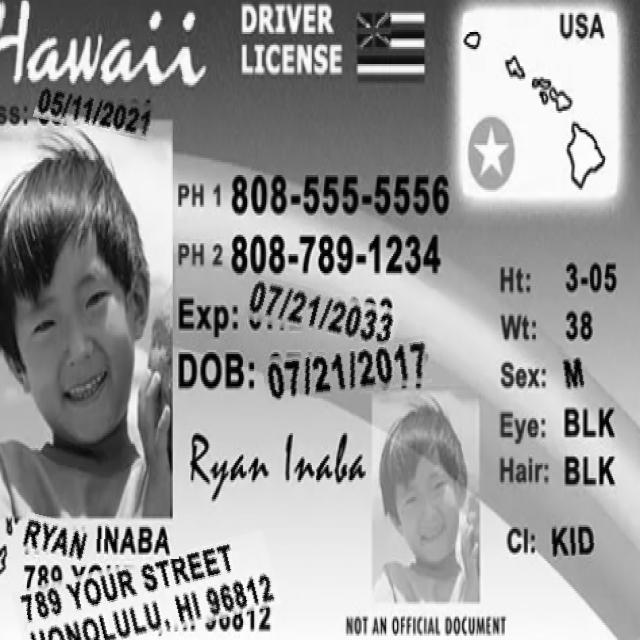 Hawaii
DRIVER
LICENSE
USA
ss: 05/11/2021
PH 1 808-555-5556
PH 2 808-789-1234
Exp: 07/21/2033
DOB: 07/21/2017
Ht: 3-05
Wt: 38
Sex: M
Eye: BLK
Hair: BLK
Cl: KID
Ryan Inaba
RYAN INABA
789
789 YOUR STREET
HONOLULU, HI 96812
NOT AN OFFICIAL DOCUMENT